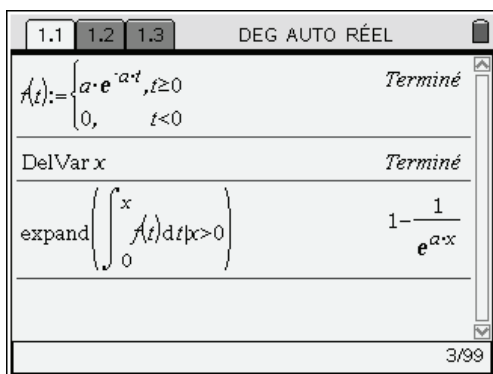 1.1 1.2 1.3 DEG AUTO RÉEL
f(t):={a·e^-a·t,t≥0 Terminé
0, t<0
DelVar x Terminé
expand(∫0^x f(t)dt|x>0) 1-1/e^a·x
3/99